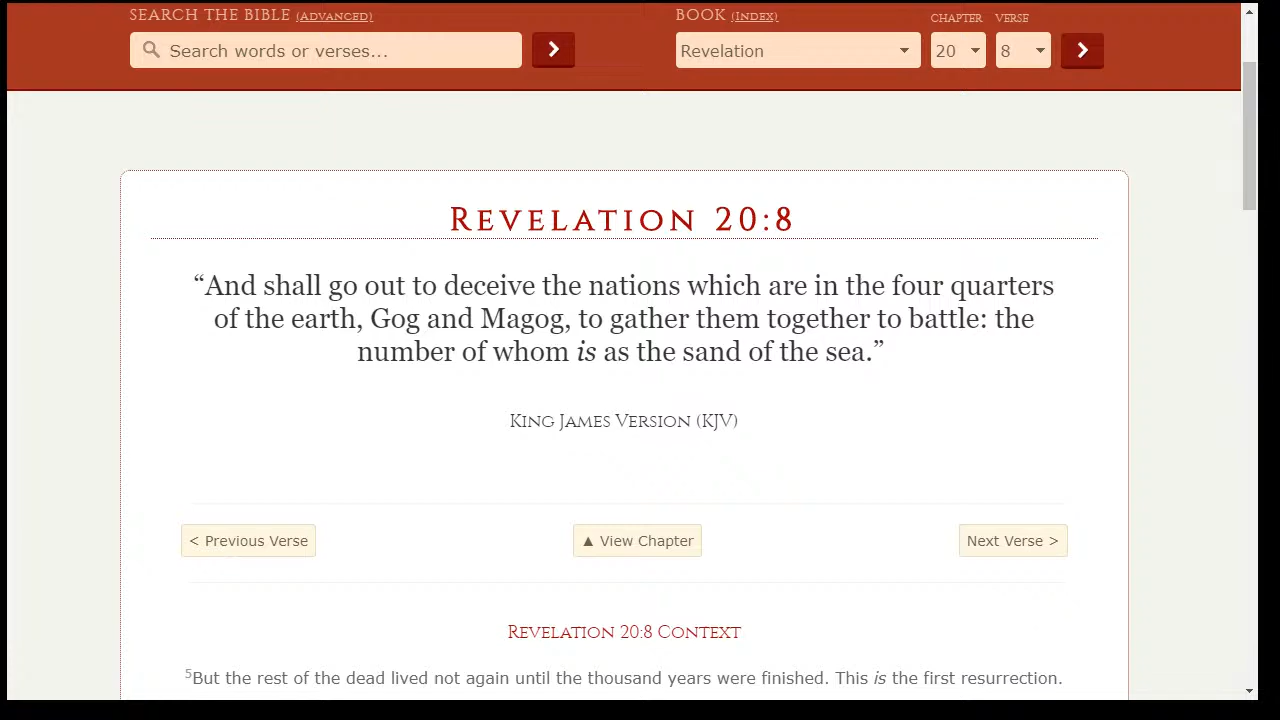 SEARCH THE BIBLE (ADVANCED)
BOOK (INDEX) CHAPTER VERSE
Search words or verses...
Revelation 20 8
REVELATION 20:8
“And shall go out to deceive the nations which are in the four quarters
of the earth, Gog and Magog, to gather them together to battle: the
number of whom is as the sand of the sea.”
KING JAMES VERSION (KJV)
< Previous Verse ▲ View Chapter Next Verse >
REVELATION 20:8 CONTEXT
5But the rest of the dead lived not again until the thousand years were finished. This is the first resurrection.